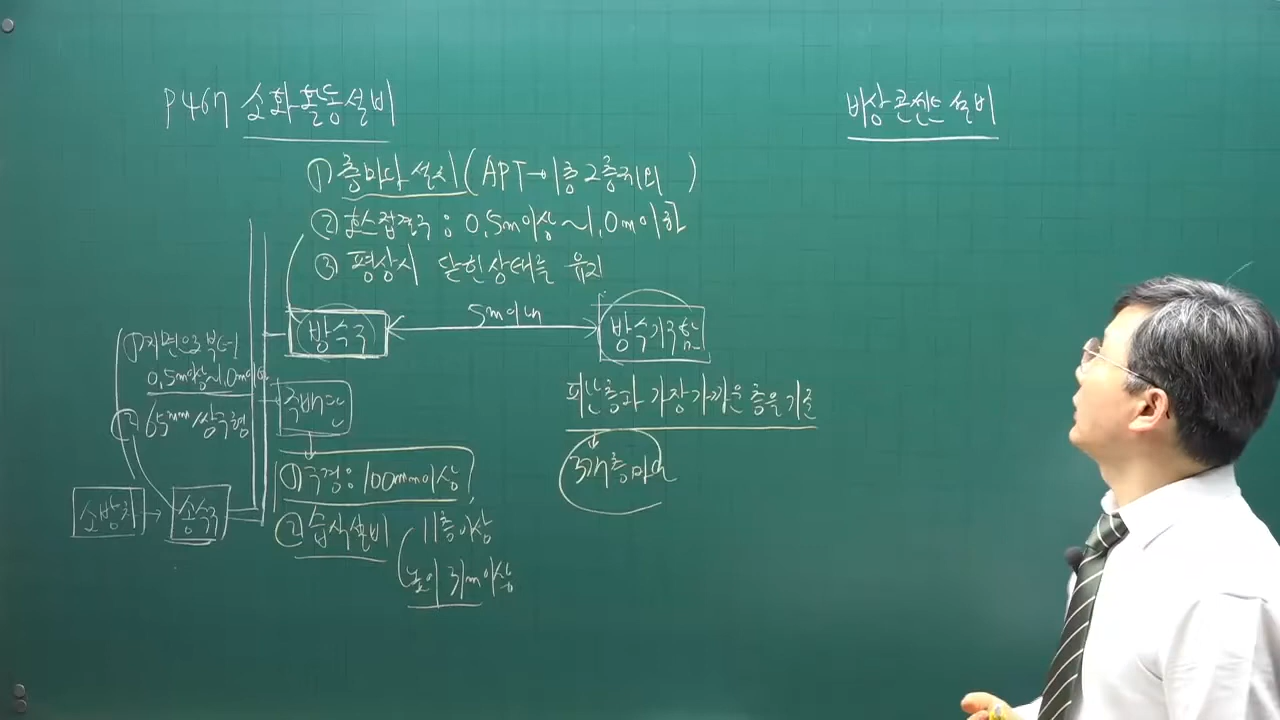 P467 소화활동설비
① 층마다 설치 (APT→1층 2층 제외)
② 호스접결구 : 0.5m이상~1.0m이하
③ 평상시 닫힌상태를 유지
방수구
5m이내
방수기구함
피난층과 가장가까운 층을 기준
3개층마다
① 지면으로부터
0.5m이상~1.0m이하
② 65mm/쌍구형
소방차
송수구
주배관
① 구경 : 100mm이상
② 습식설비
11층이상
높이 31m이상
비상콘센트설비